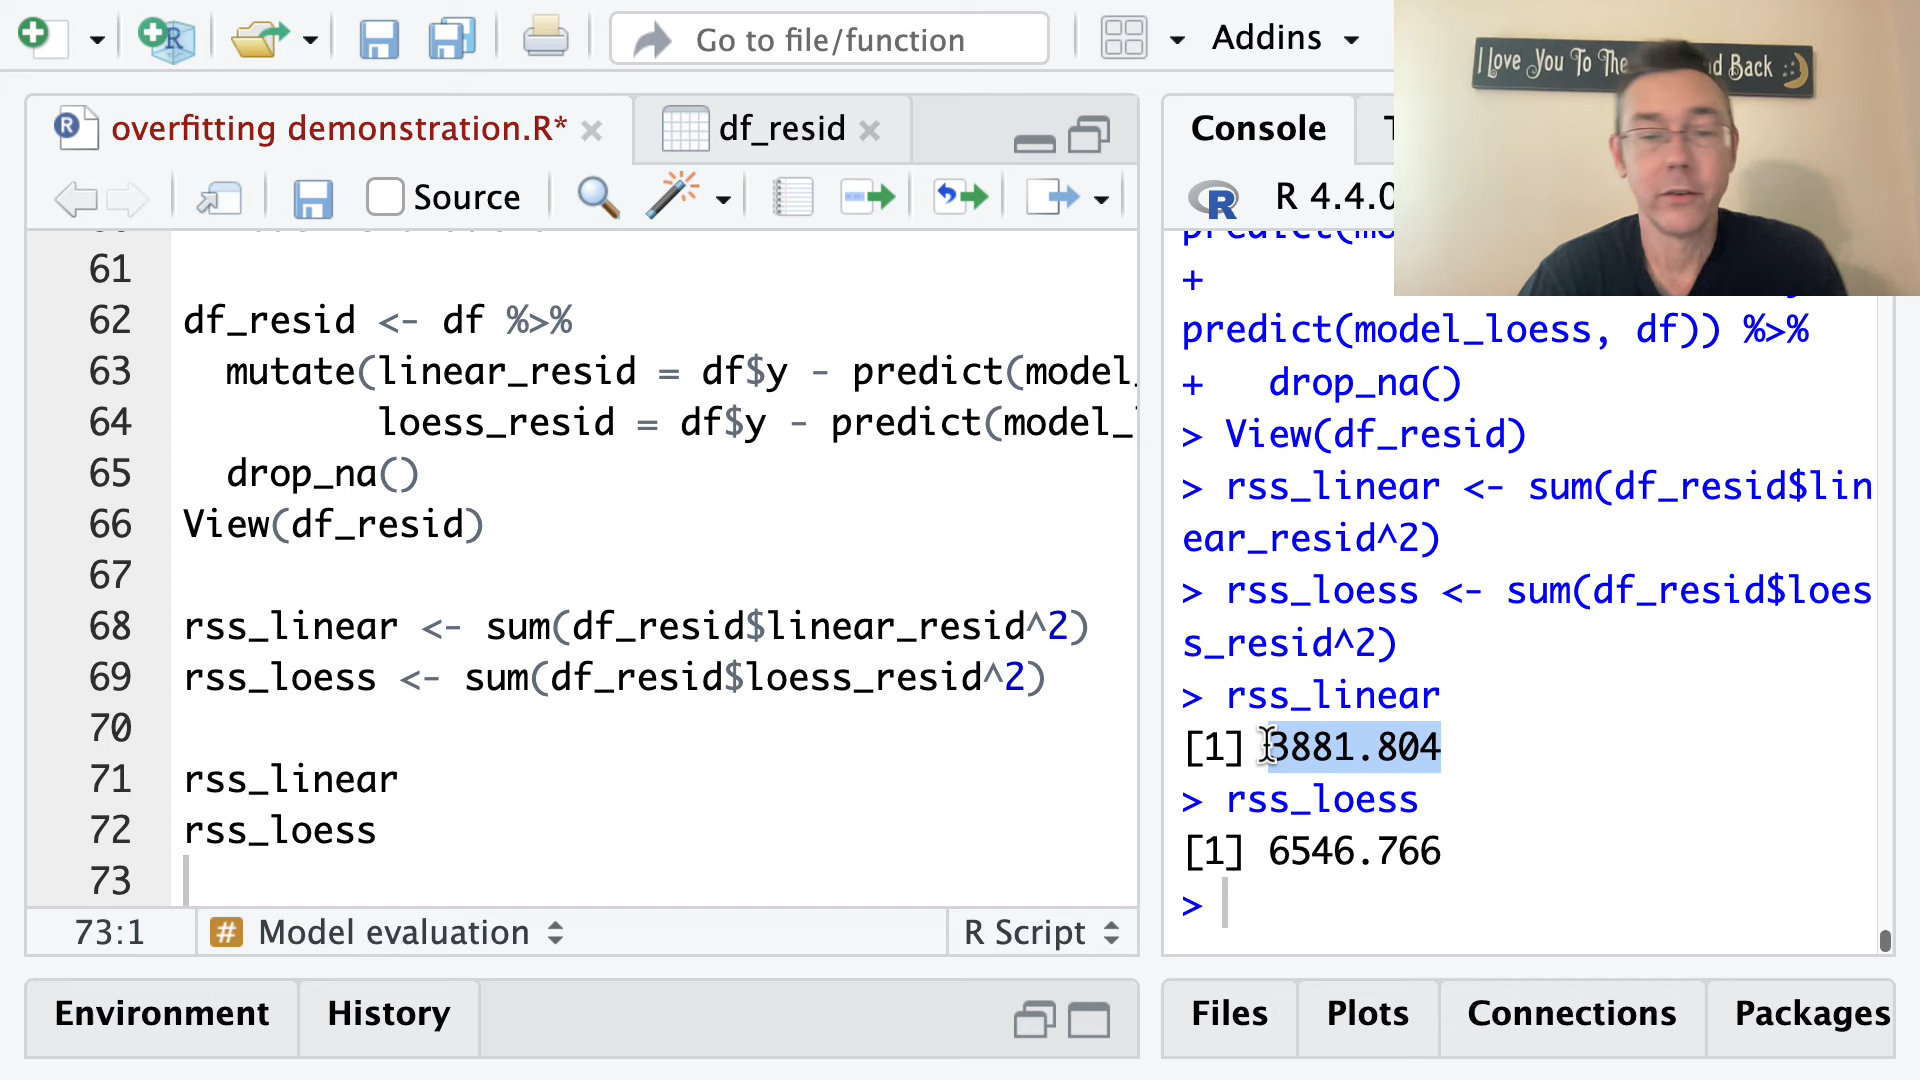 Go to file/function
Addins
I Love You To The
d Back
overfitting demonstration.R*
df_resid
Source
61
62 df_resid <- df %>%
63 mutate(linear_resid = df$y - predict(model_
64 loess_resid = df$y - predict(model_l
65 drop_na()
66 View(df_resid)
67
68 rss_linear <- sum(df_resid$linear_resid^2)
69 rss_loess <- sum(df_resid$loess_resid^2)
70
71 rss_linear
72 rss_loess
73
73:1
# Model evaluation
R Script
Environment
History
Console
R 4.4.0
predict(mo
+
predict(model_loess, df)) %>%
+ drop_na()
> View(df_resid)
> rss_linear <- sum(df_resid$lin
ear_resid^2)
> rss_loess <- sum(df_resid$loes
s_resid^2)
> rss_linear
[1] 3881.804
> rss_loess
[1] 6546.766
>
Files
Plots
Connections
Packages